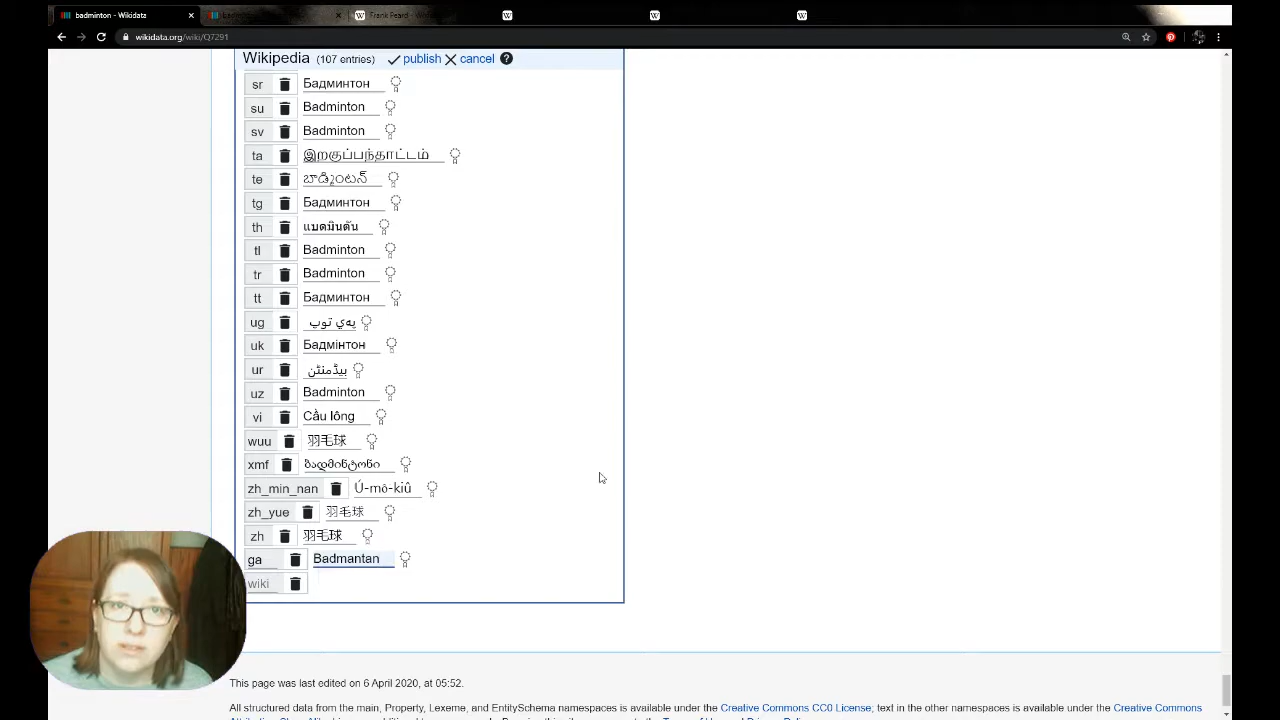 badminton - Wikidata
Frank Peard - W
wikidata.org/wiki/Q7291
Wikipedia (107 entries) publish cancel ?
sr Бадминтон
su Badminton
sv Badminton
ta இறகுப்பந்தாட்டம்
te బాడ్మింటన్
tg Бадминтон
th แบดมินตัน
tl Badminton
tr Badminton
tt Бадминтон
ug پەي توپ
uk Бадмінтон
ur بیڈمنٹن
uz Badminton
vi Cầu lông
wuu 羽毛球
xmf ბადმინტონი
zh_min_nan Ú-mô-kiû
zh_yue 羽毛球
zh 羽毛球
ga Badmantan
wiki
This page was last edited on 6 April 2020, at 05:52.
All structured data from the main, Property, Lexeme, and EntitySchema namespaces is available under the Creative Commons CC0 License; text in the other namespaces is available under the Creative Commons